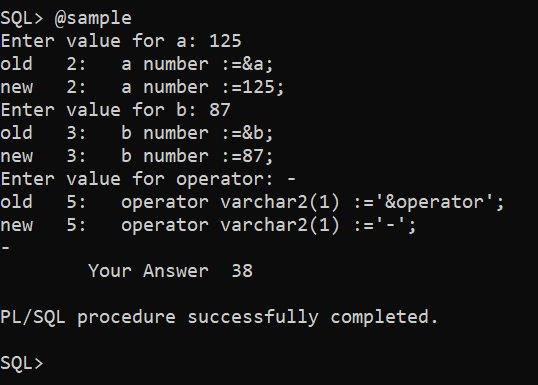 SQL> @sample
Enter value for a: 125
old   2:   a number :=&a;
new   2:   a number :=125;
Enter value for b: 87
old   3:   b number :=&b;
new   3:   b number :=87;
Enter value for operator: -
old   5:   operator varchar2(1) :='&operator';
new   5:   operator varchar2(1) :='-';
-
        Your Answer  38
PL/SQL procedure successfully completed.
SQL>